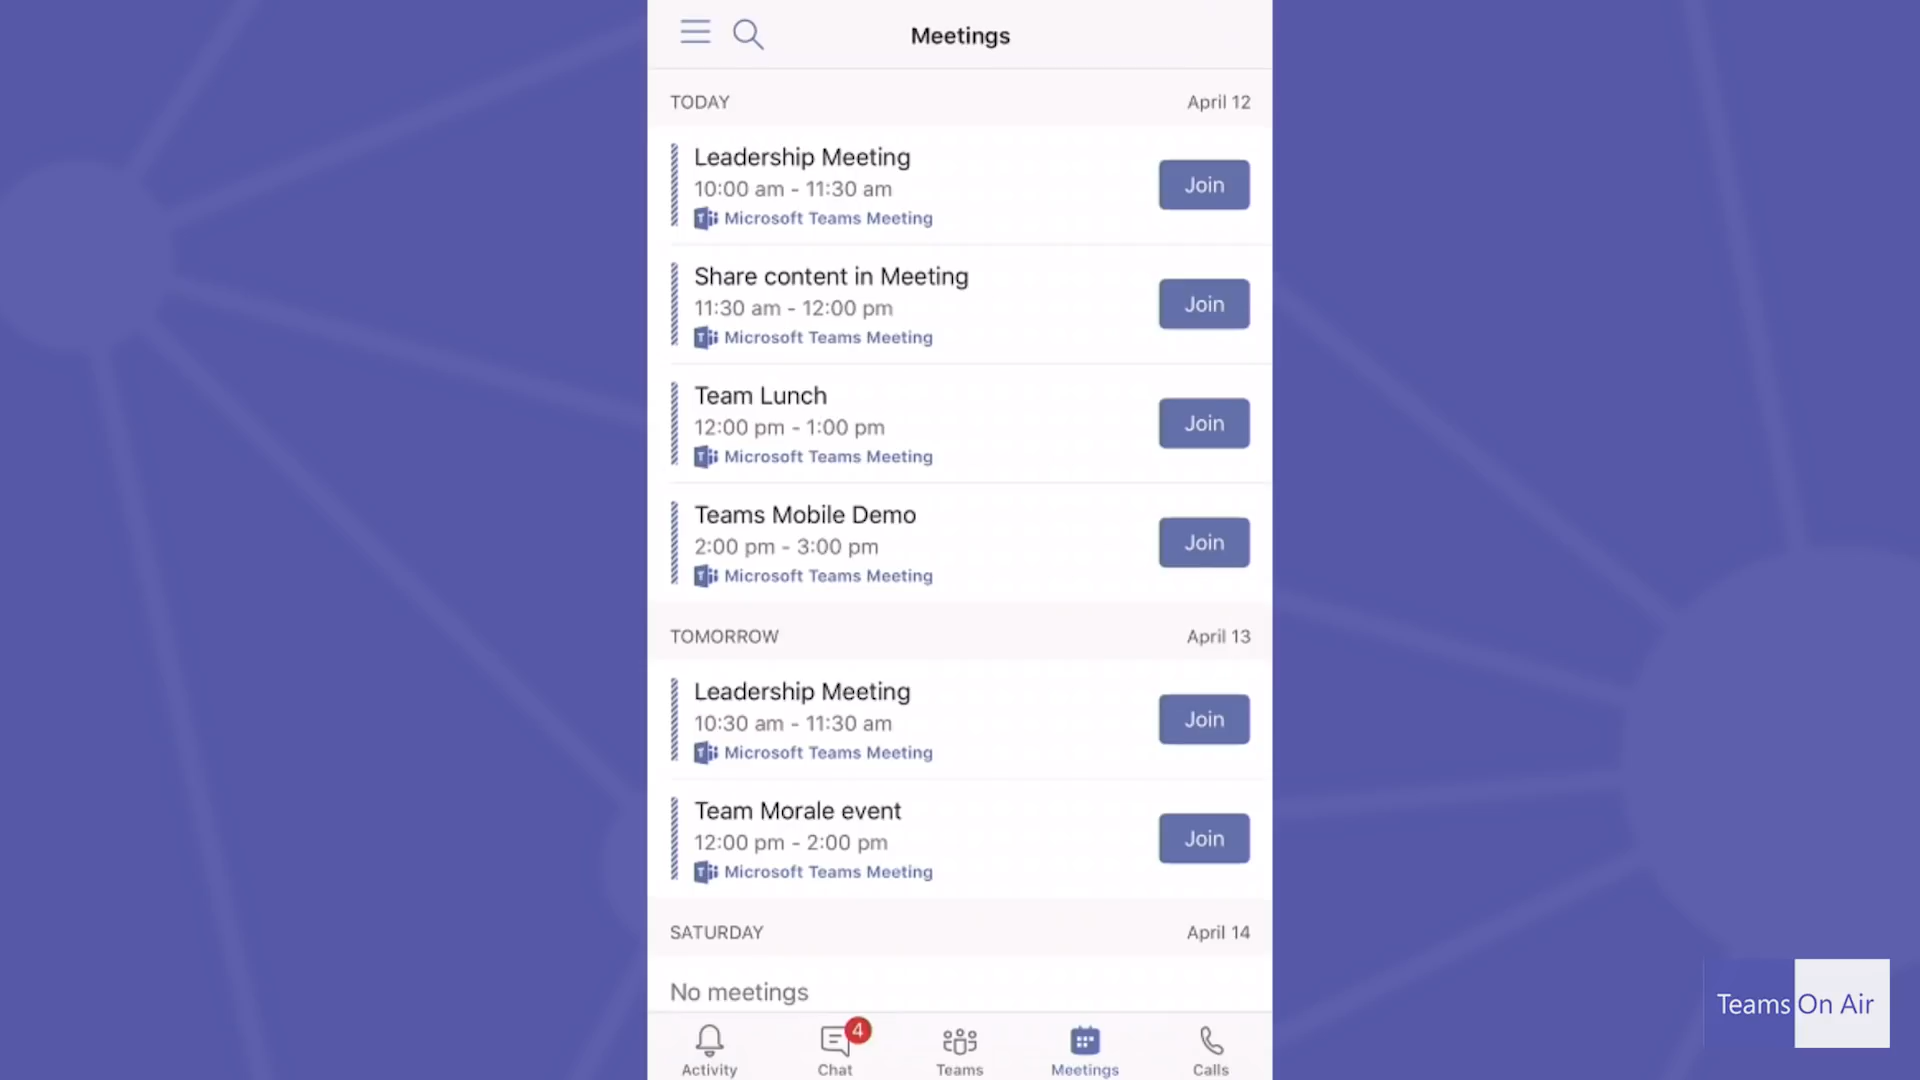 Meetings
TODAY April 12
Leadership Meeting
10:00 am - 11:30 am
Join
Microsoft Teams Meeting
Share content in Meeting
11:30 am - 12:00 pm
Join
Microsoft Teams Meeting
Team Lunch
12:00 pm - 1:00 pm
Join
Microsoft Teams Meeting
Teams Mobile Demo
2:00 pm - 3:00 pm
Join
Microsoft Teams Meeting
TOMORROW April 13
Leadership Meeting
10:30 am - 11:30 am
Join
Microsoft Teams Meeting
Team Morale event
12:00 pm - 2:00 pm
Join
Microsoft Teams Meeting
SATURDAY April 14
No meetings
4
Activity Chat Teams Meetings Calls
Teams On Air